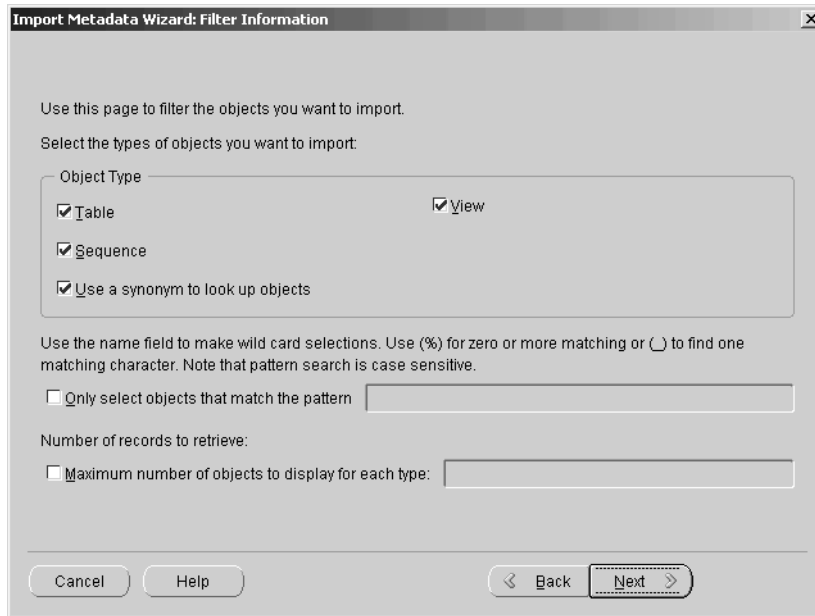 Import Metadata Wizard: Filter Information
Use this page to filter the objects you want to import.
Select the types of objects you want to import:
Object Type
Table
View
Sequence
Use a synonym to look up objects
Use the name field to make wild card selections. Use (%) for zero or more matching or (_) to find one
matching character. Note that pattern search is case sensitive.
Only select objects that match the pattern
Number of records to retrieve:
Maximum number of objects to display for each type:
Cancel Help Back Next